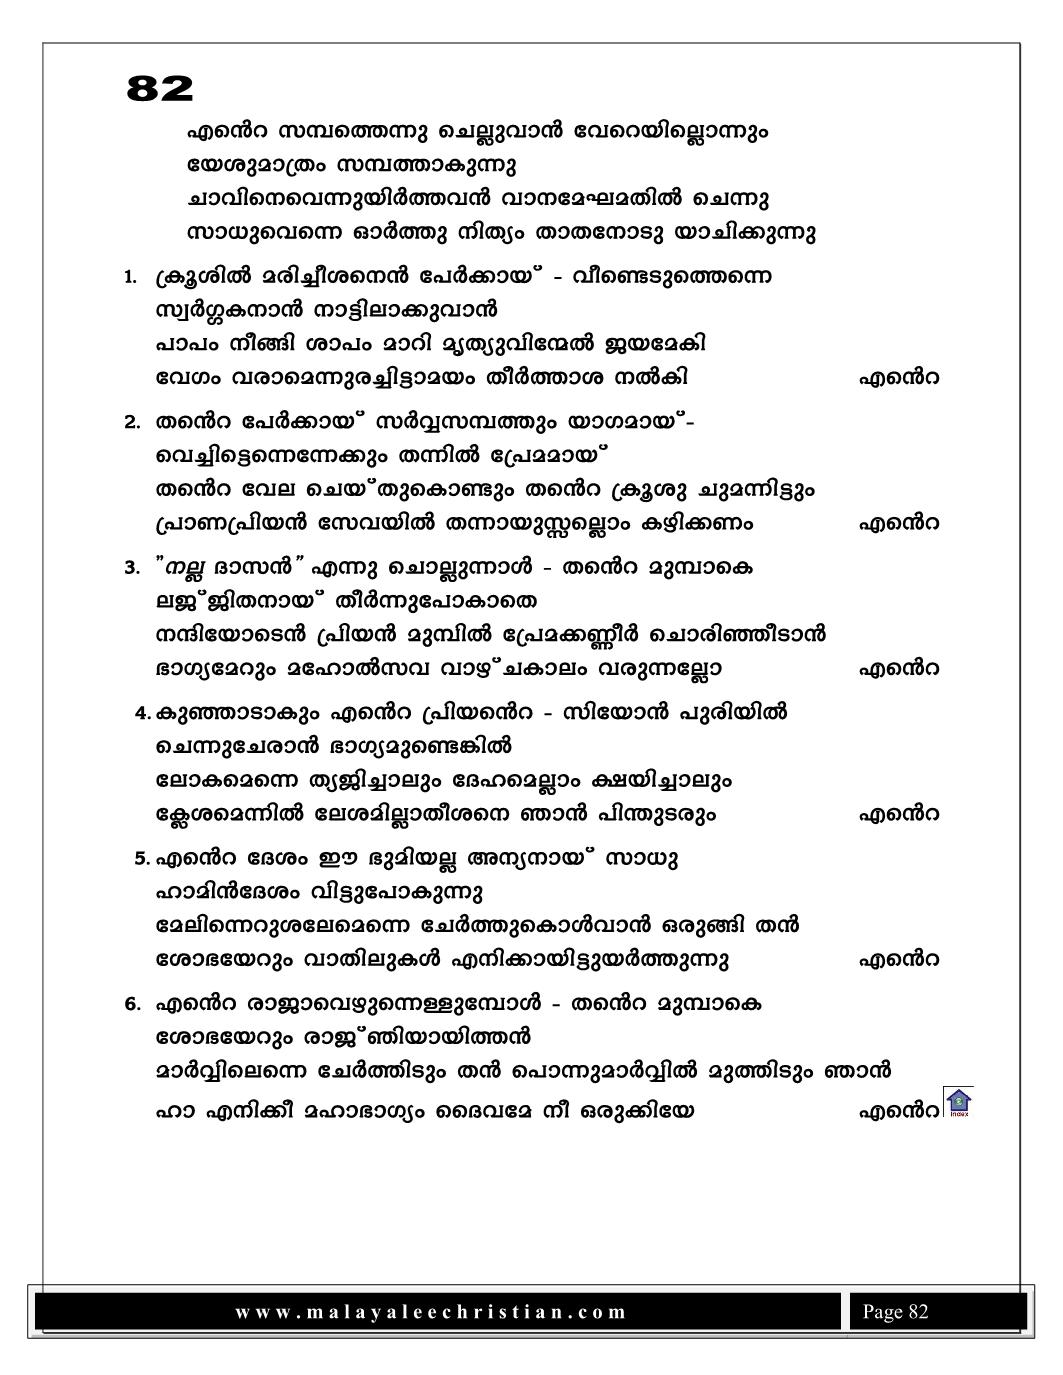 82
എന്‍റെ സമ്പത്തെന്നു ചെല്ലുവാൻ വേറെയില്ലൊന്നും
യേശുമാത്രം സമ്പത്താകുന്നു
ചാവിനെവെന്നുയിർത്തവൻ വാനമേഘമതിൽ ചെന്നു
സാധുവെന്നെ ഓർത്തു നിത്യം താതനോടു യാചിക്കുന്നു
1. ക്രൂശിൽ മരിച്ചീശനെൻ പേർക്കായ് - വീണ്ടെടുത്തെന്നെ
സ്വർഗ്ഗകനാൻ നാട്ടിലാക്കുവാൻ
പാപം നീങ്ങി ശാപം മാറി മൃത്യുവിന്മേൽ ജയമേകി
വേഗം വരാമെന്നുരച്ചിട്ടാമയം തീർത്താശ നൽകി എന്‍റെ
2. തന്‍റെ പേർക്കായ് സർവ്വസമ്പത്തും യാഗമായ്-
വെച്ചിട്ടെന്നെന്നേക്കും തന്നിൽ പ്രേമമായ്
തന്‍റെ വേല ചെയ്തുകൊണ്ടും തന്‍റെ ക്രൂശു ചുമന്നിട്ടും
പ്രാണപ്രിയൻ സേവയിൽ തന്നായുസ്സല്ലൊം കഴിക്കണം എന്‍റെ
3. "നല്ല ദാസൻ" എന്നു ചൊല്ലുന്നാൾ - തന്‍റെ മുമ്പാകെ
ലജ്ജിതനായ് തീർന്നുപോകാതെ
നന്ദിയോടെൻ പ്രിയൻ മുമ്പിൽ പ്രേമക്കണ്ണീർ ചൊരിഞ്ഞീടാൻ
ഭാഗ്യമേറും മഹോൽസവ വാഴ്ചകാലം വരുന്നല്ലോ എന്‍റെ
4. കുഞ്ഞാടാകും എന്‍റെ പ്രിയന്‍റെ - സിയോൻ പുരിയിൽ
ചെന്നുചേരാൻ ഭാഗ്യമുണ്ടെങ്കിൽ
ലോകമെന്നെ ത്യജിച്ചാലും ദേഹമെല്ലാം ക്ഷയിച്ചാലും
ക്ലേശമെന്നിൽ ലേശമില്ലാതീശനെ ഞാൻ പിന്തുടരും എന്‍റെ
5. എന്‍റെ ദേശം ഈ ഭുമിയല്ല അന്യനായ് സാധു
ഹാമിൻദേശം വിട്ടുപോകുന്നു
മേലിന്നെറുശലേമെന്നെ ചേർത്തുകൊൾവാൻ ഒരുങ്ങി തൻ
ശോഭയേറും വാതിലുകൾ എനിക്കായിട്ടുയർത്തുന്നു എന്‍റെ
6. എന്‍റെ രാജാവെഴുന്നെള്ളുമ്പോൾ - തന്‍റെ മുമ്പാകെ
ശോഭയേറും രാജ്ഞിയായിത്തൻ
മാർവ്വിലെന്നെ ചേർത്തിടും തൻ പൊന്നുമാർവ്വിൽ മുത്തിടും ഞാൻ
ഹാ എനിക്കീ മഹാഭാഗ്യം ദൈവമേ നീ ഒരുക്കിയേ എന്‍റെ
Index
www.malayaleechristian.com Page 82